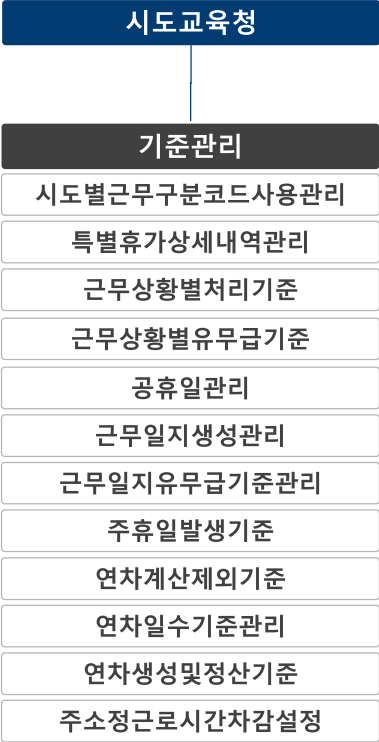 시도교육청
기준관리
시도별근무구분코드사용관리
특별휴가상세내역관리
근무상황별처리기준
근무상황별유무급기준
공휴일관리
근무일지생성관리
근무일지유무급기준관리
주휴일발생기준
연차계산제외기준
연차일수기준관리
연차생성및정산기준
주소정근로시간차감설정